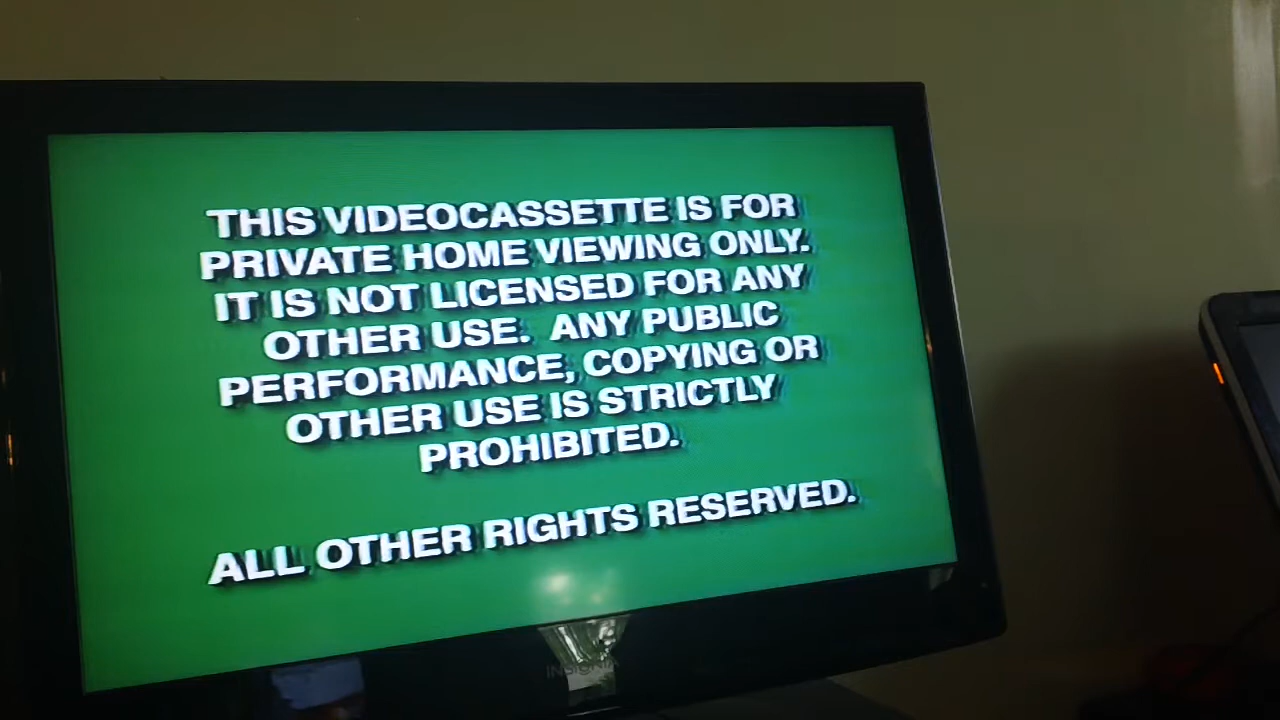 THIS VIDEOCASSETTE IS FOR
PRIVATE HOME VIEWING ONLY.
IT IS NOT LICENSED FOR ANY
OTHER USE. ANY PUBLIC
PERFORMANCE, COPYING OR
OTHER USE IS STRICTLY
PROHIBITED.
ALL OTHER RIGHTS RESERVED.
INSIGNIA